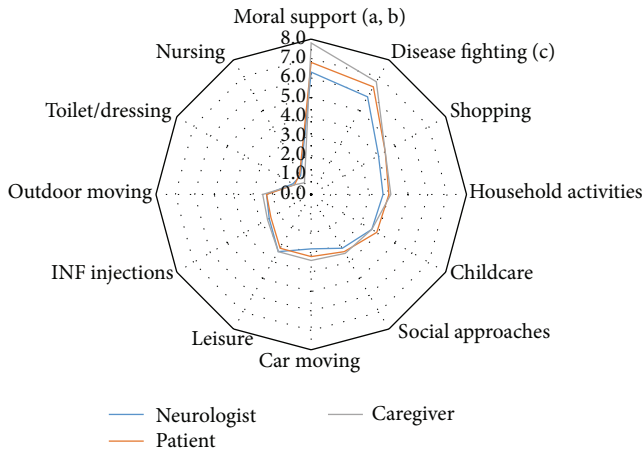 Moral support (a, b)
8.0
7.0
6.0
5.0
4.0
3.0
2.0
1.0
0.0
Disease fighting (c)
Shopping
Household activities
Childcare
Social approaches
Car moving
Leisure
INF injections
Outdoor moving
Toilet/dressing
Nursing
Neurologist
Patient
Caregiver